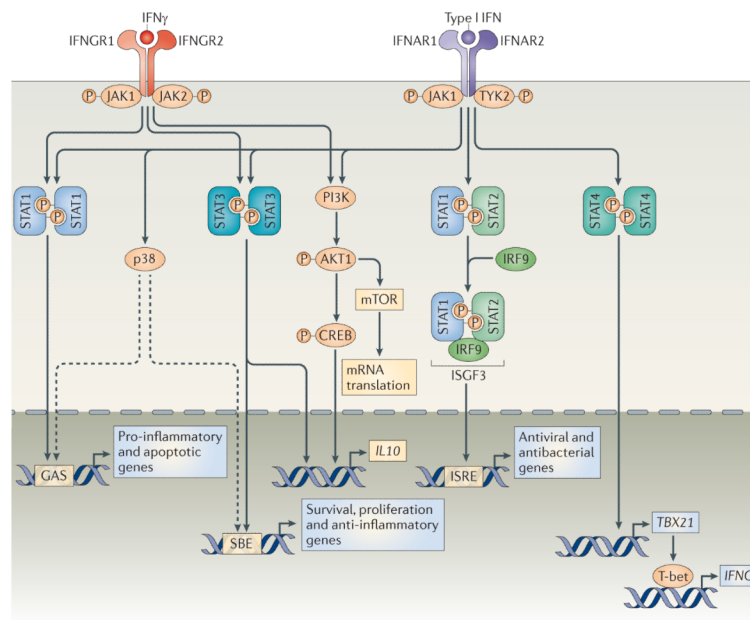 IFNγ
IFNGR1
IFNGR2
Type I IFN
IFNAR1
IFNAR2
P
JAK1
JAK2
P
P
JAK1
TYK2
P
STAT1
P
P
STAT1
STAT3
P
P
STAT3
PI3K
STAT1
P
P
STAT2
STAT4
P
P
STAT4
p38
P
AKT1
IRF9
mTOR
STAT1
P
P
STAT2
IRF9
P
CREB
mRNA
translation
ISGF3
GAS
Pro-inflammatory
and apoptotic
genes
IL10
ISRE
Antiviral and
antibacterial
genes
SBE
Survival, proliferation
and anti-inflammatory
genes
TBX21
T-bet